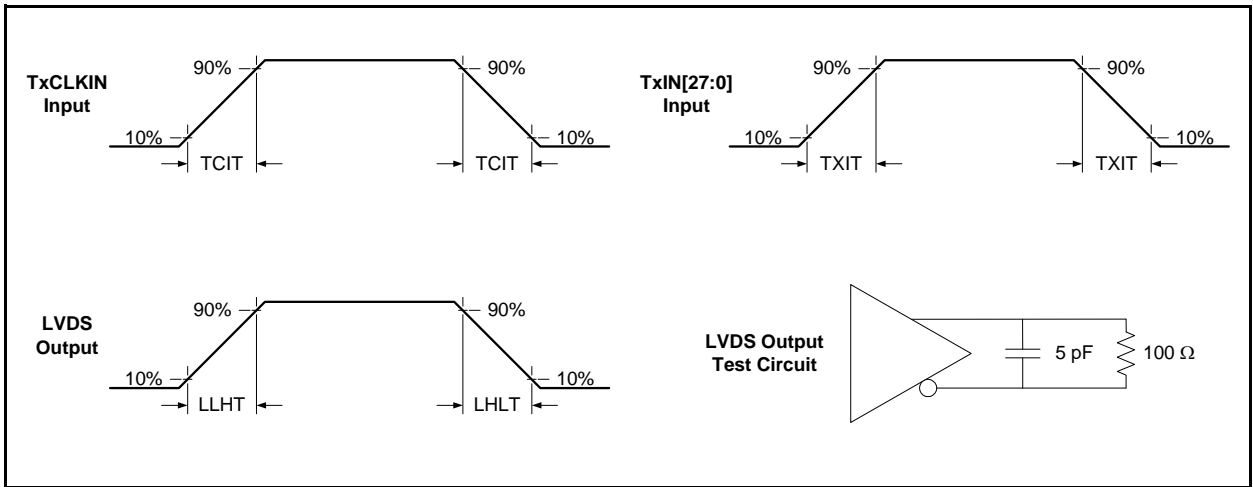 TxCLKIN
Input
90%
90%
10%
10%
TCIT
TCIT
TxIN[27:0]
Input
90%
90%
10%
10%
TXIT
TXIT
LVDS
Output
90%
90%
10%
10%
LLHT
LHLT
LVDS Output
Test Circuit
5 pF
100 Ω